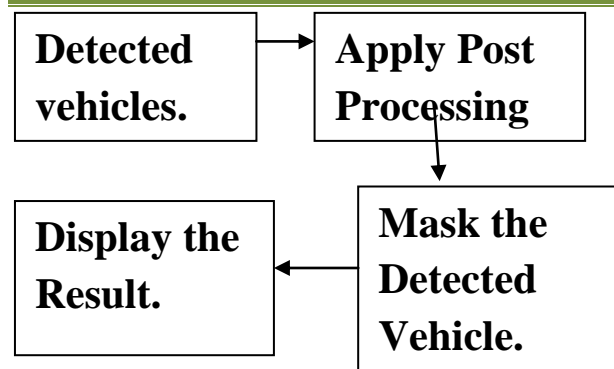 Detected
vehicles.
Apply Post
Processing
Mask the
Detected
Vehicle.
Display the
Result.